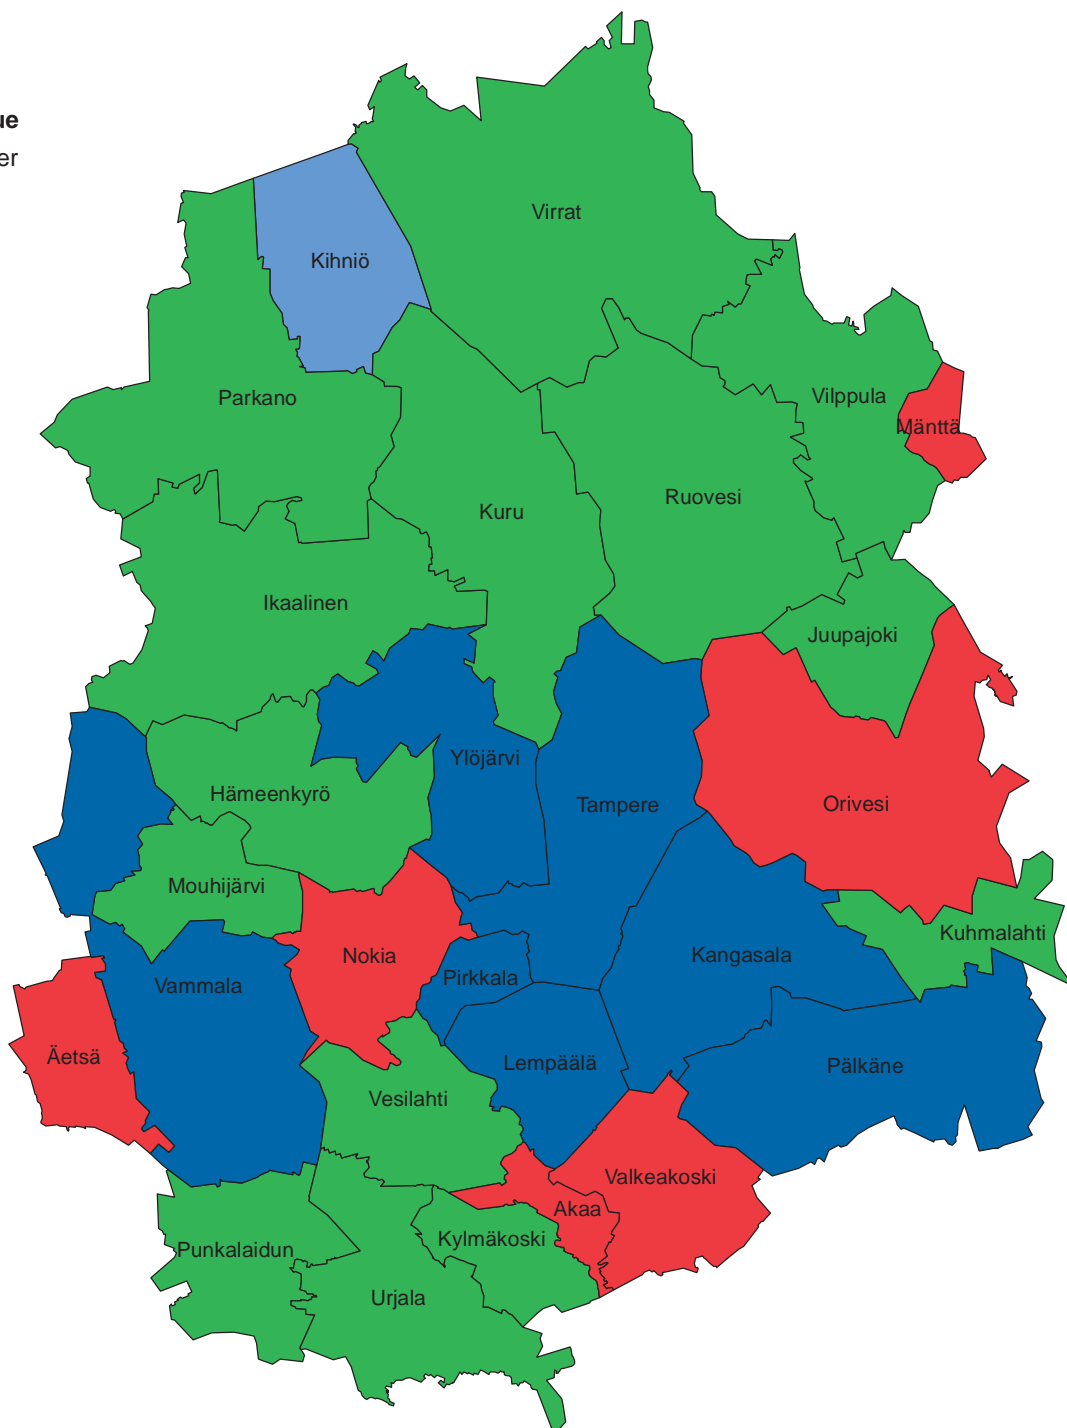 ue
er
Virrat
Kihniö
Parkano
Vilppula
Mänttä
Ruovesi
Kuru
Ikaalinen
Juupajoki
Ylöjärvi
Hämeenkyrö
Tampere
Orivesi
Mouhijärvi
Kuhmalahti
Nokia
Kangasala
Pirkkala
Vammala
Äetsä
Lempäälä
Pälkäne
Vesilahti
Valkeakoski
Akaa
Kylmäkoski
Punkalaidun
Urjala